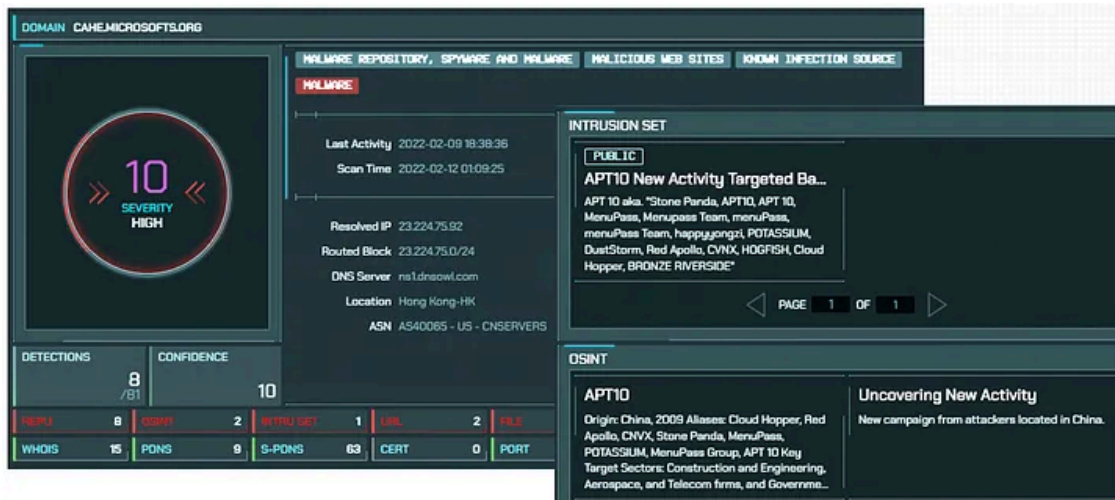 DOMAIN CAHE.MICROSOFTS.ORG
MALWARE REPOSITORY, SPYWARE AND MALWARE
MALICIOUS WEB SITES
KNOWN INFECTION SOURCE
MALWARE
10
SEVERITY
HIGH
Last Activity 2022-02-09 18:38:36
Scan Time 2022-02-12 01:09:25
Resolved IP 23.224.75.92
Routed Block 23.224.75.0/24
DNS Server ns1.dnsowl.com
Location Hong Kong-HK
ASN AS40065 - US - CNSERVERS
DETECTIONS
8
/81
CONFIDENCE
10
REPU. 8
OSINT 2
INTRU SET 1
URL 2
FILE
WHOIS 15
PDNS 9
S-PDNS 63
CERT 0
PORT
INTRUSION SET
PUBLIC
APT10 New Activity Targeted Ba...
APT 10 aka. "Stone Panda, APT10, APT 10,
MenuPass, Menupass Team, menuPass,
menuPass Team, happyyongzi, POTASSIUM,
DustStorm, Red Apollo, CVNX, HOGFISH, Cloud
Hopper, BRONZE RIVERSIDE"
PAGE 1 OF 1
OSINT
APT10
Origin: China, 2009 Aliases: Cloud Hopper, Red
Apollo, CNVX, Stone Panda, MenuPass,
POTASSIUM, MenuPass Group, APT 10 Key
Target Sectors: Construction and Engineering,
Aerospace, and Telecom firms, and Governme...
Uncovering New Activity
New campaign from attackers located in China.